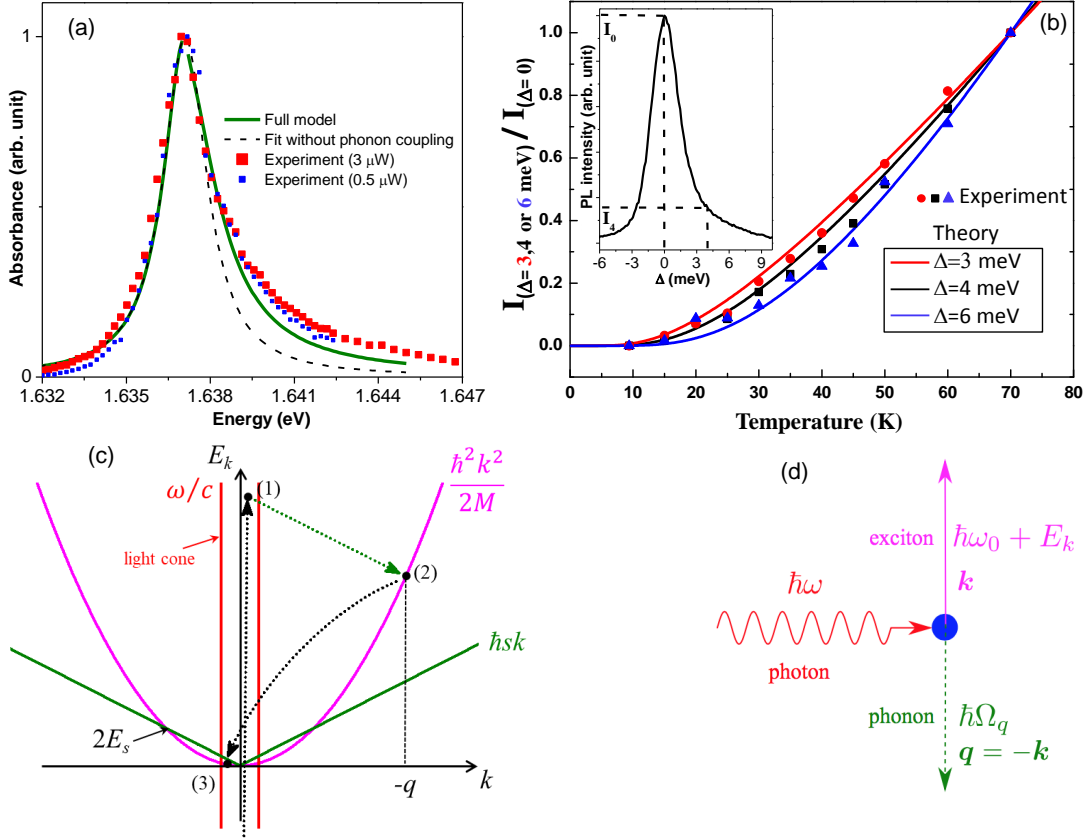 (a)
Absorbance (arb. unit)
1
0
Full model
Fit without phonon coupling
Experiment (3 μW)
Experiment (0.5 μW)
1.632 1.635 1.638 1.641 1.644 1.647
Energy (eV)
(b)
I(Δ=3,4 or 6 meV) / I(Δ=0)
1.0
0.8
0.6
0.4
0.2
0.0
PL intensity (arb. unit)
I₀
I₄
-6 -3 0 3 6 9
Δ (meV)
Experiment
Theory
Δ=3 meV
Δ=4 meV
Δ=6 meV
0 10 20 30 40 50 60 70 80
Temperature (K)
(c)
E_k
ħ²k²
2M
ω/c
(1)
light cone
(2)
ħsk
2E_s
(3)
-q
k
(d)
exciton
ħω₀ + E_k
k
ħω
photon
phonon
ħΩ_q
q = −k